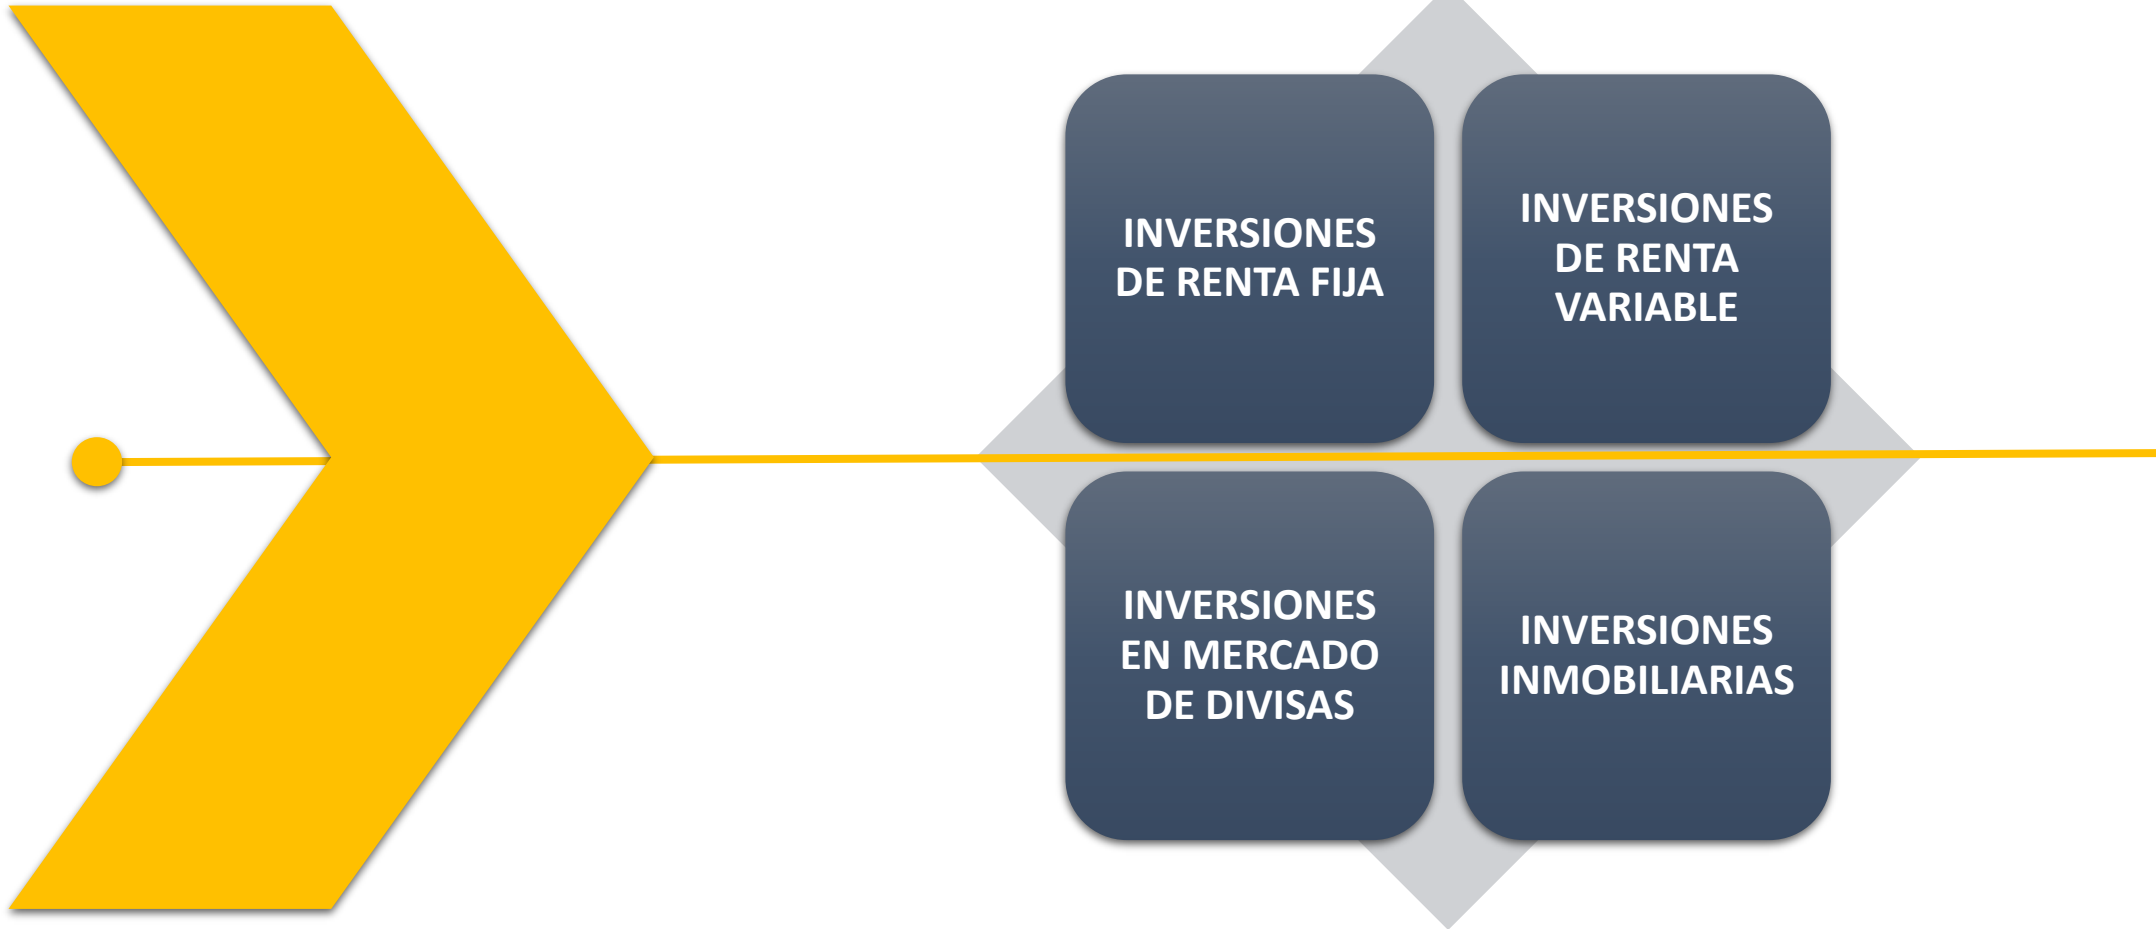 INVERSIONES
DE RENTA FIJA
INVERSIONES
DE RENTA
VARIABLE
INVERSIONES
EN MERCADO
DE DIVISAS
INVERSIONES
INMOBILIARIAS